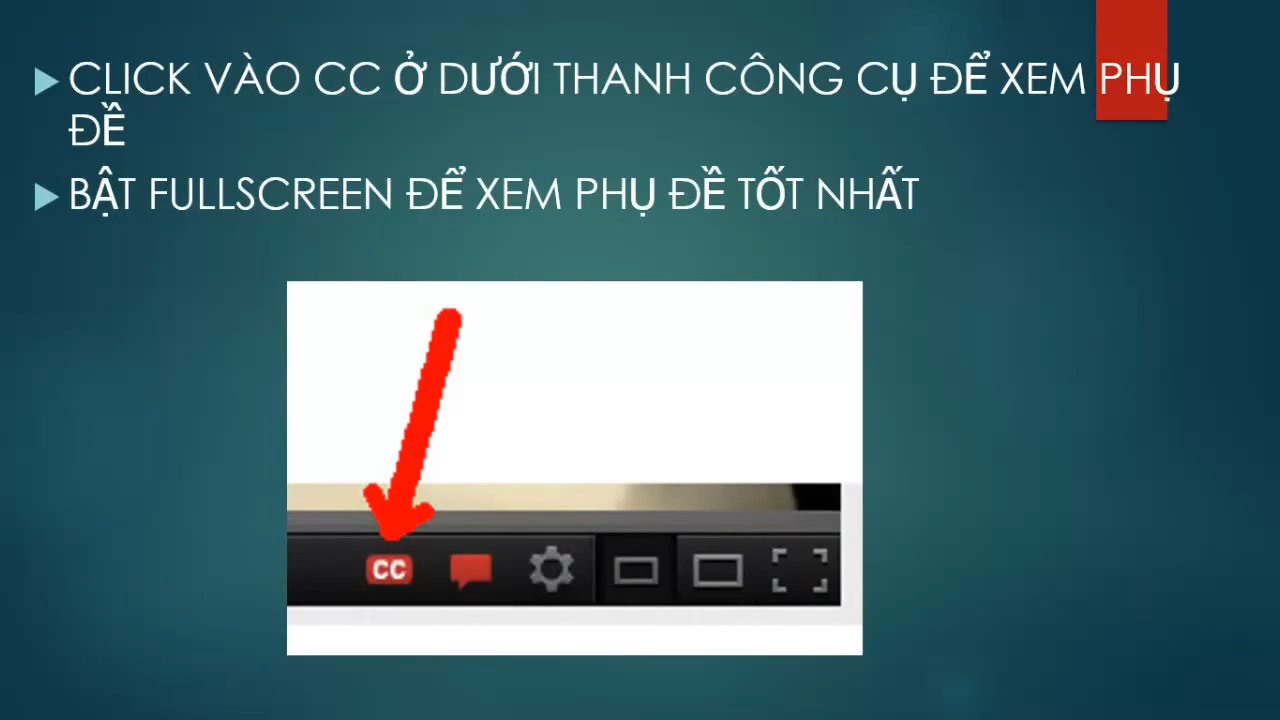 CLICK VÀO CC Ở DƯỚI THANH CÔNG CỤ ĐỂ XEM PHỤ
ĐỀ
BẬT FULLSCREEN ĐỂ XEM PHỤ ĐỀ TỐT NHẤT
CC